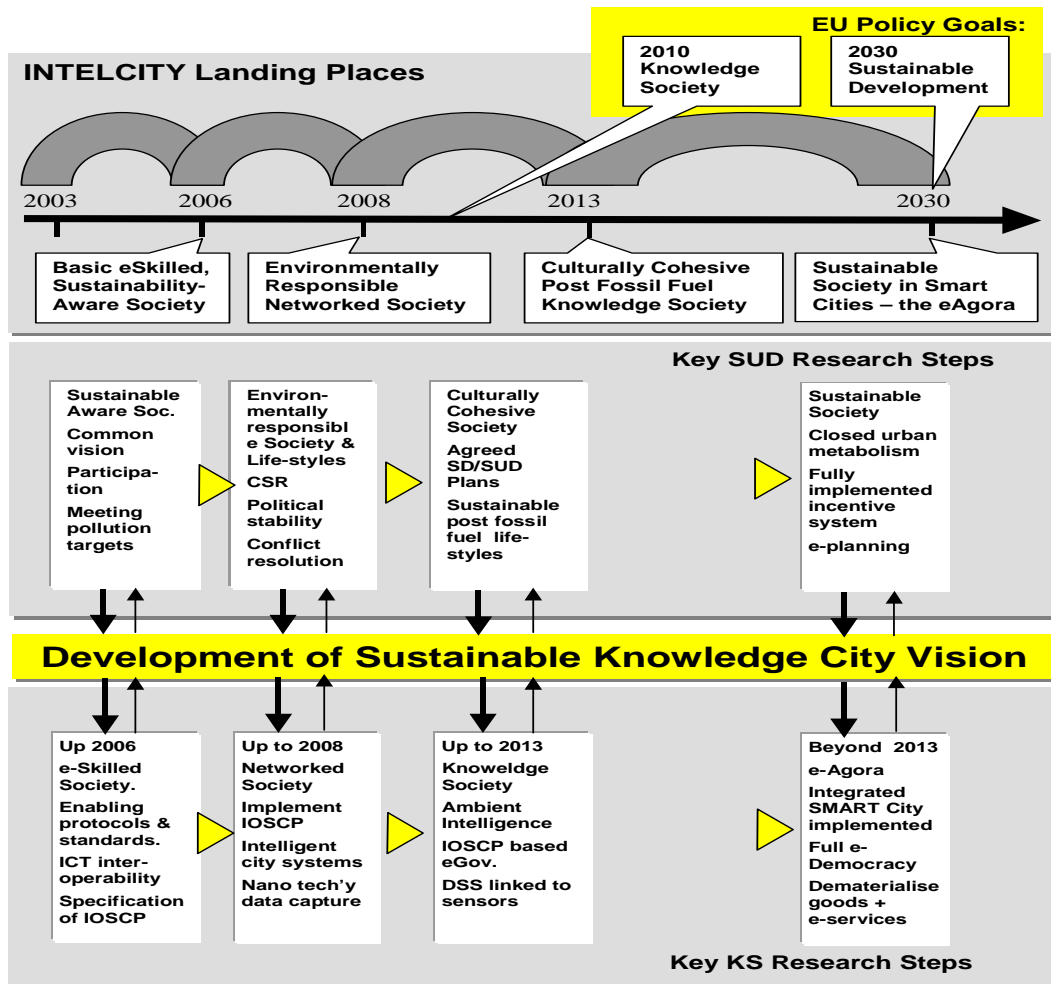 EU Policy Goals:
2010
Knowledge
Society
2030
Sustainable
Development
INTELCITY Landing Places
2003
2006
2008
2013
2030
Basic eSkilled,
Sustainability-
Aware Society
Environmentally
Responsible
Networked Society
Culturally Cohesive
Post Fossil Fuel
Knowledge Society
Sustainable
Society in Smart
Cities – the eAgora
Key SUD Research Steps
Sustainable
Aware Soc.
Common
vision
Participa-
tion
Meeting
pollution
targets
Environ-
mentally
responsibl
e Society &
Life-styles
CSR
Political
stability
Conflict
resolution
Culturally
Cohesive
Society
Agreed
SD/SUD
Plans
Sustainable
post fossil
fuel life-
styles
Sustainable
Society
Closed urban
metabolism
Fully
implemented
incentive
system
e-planning
Development of Sustainable Knowledge City Vision
Up 2006
e-Skilled
Society.
Enabling
protocols &
standards.
ICT inter-
operability
Specification
of IOSCP
Up to 2008
Networked
Society
Implement
IOSCP
Intelligent
city systems
Nano tech'y
data capture
Up to 2013
Knoweldge
Society
Ambient
Intelligence
IOSCP based
eGov.
DSS linked to
sensors
Beyond 2013
e-Agora
Integrated
SMART City
implemented
Full e-
Democracy
Dematerialise
goods +
e-services
Key KS Research Steps